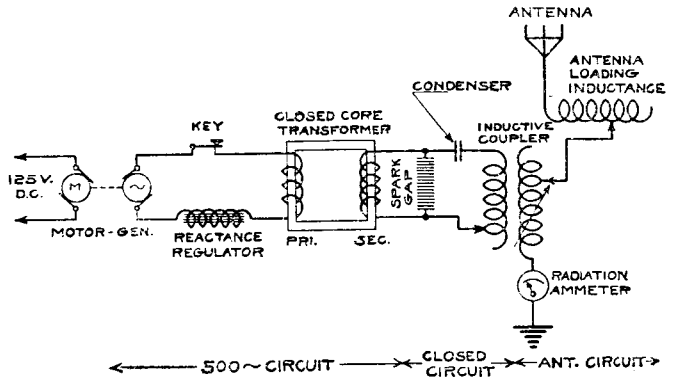 ANTENNA
ANTENNA
LOADING
INDUCTANCE
CONDENSER
KEY
CLOSED CORE
TRANSFORMER
INDUCTIVE
COUPLER
125 V.
D.C.
M
~
SPARK
GAP
MOTOR-GEN.
REACTANCE
REGULATOR
PRI.
SEC.
RADIATION
AMMETER
500~ CIRCUIT
CLOSED
CIRCUIT
ANT. CIRCUIT